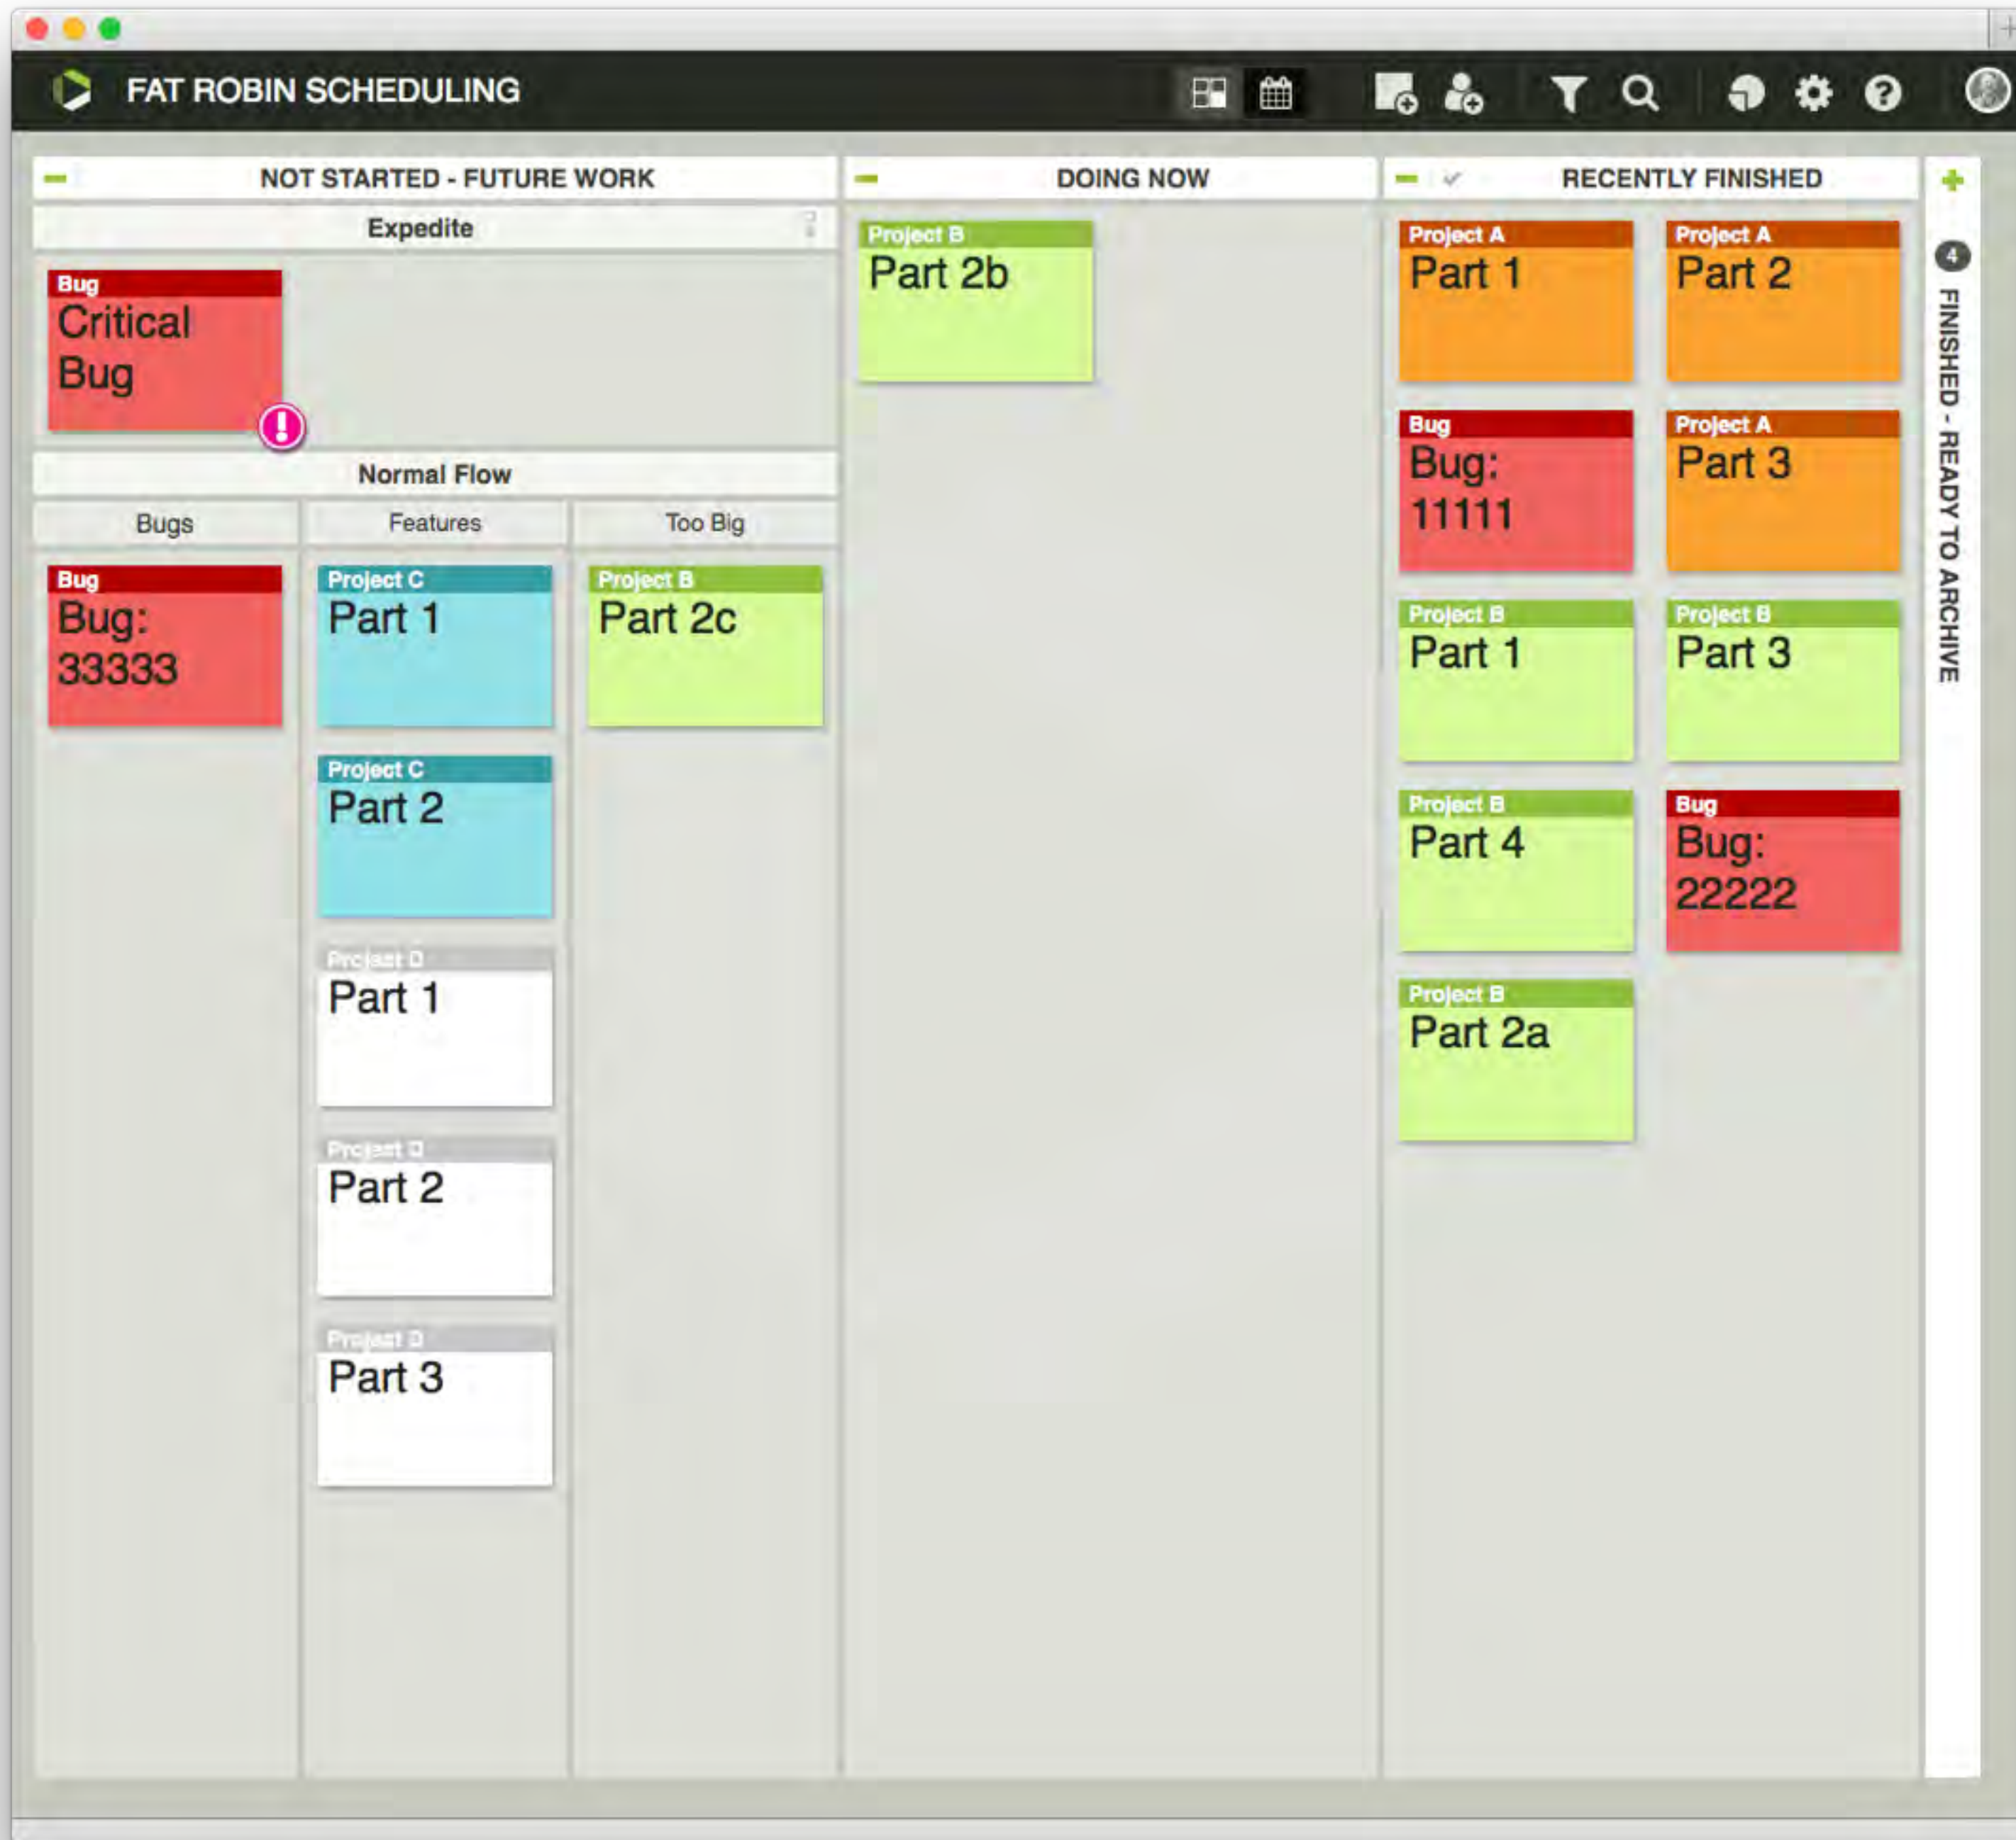 FAT ROBIN SCHEDULING
NOT STARTED - FUTURE WORK
Expedite
Bug
Critical
Bug
Normal Flow
Bugs
Features
Too Big
Bug
Bug:
33333
Project C
Part 1
Project C
Part 2
Project D
Part 1
Project D
Part 2
Project D
Part 3
Project B
Part 2c
DOING NOW
Project B
Part 2b
RECENTLY FINISHED
Project A
Part 1
Project A
Part 2
Bug
Bug:
11111
Project A
Part 3
Project B
Part 1
Project B
Part 3
Project B
Part 4
Bug
Bug:
22222
Project B
Part 2a
4
FINISHED - READY TO ARCHIVE